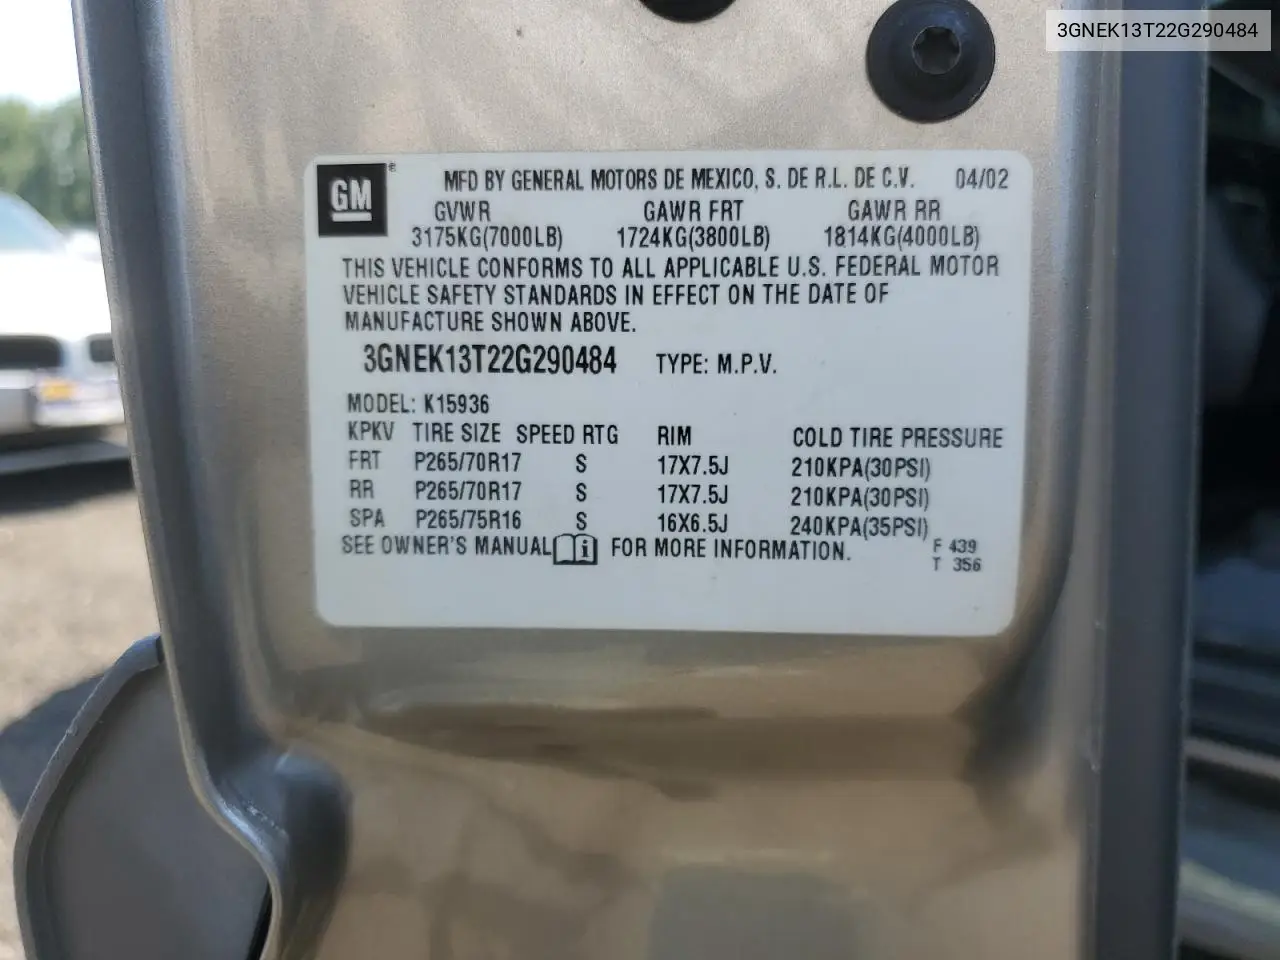 3GNEK13T22G290484
GM® MFD BY GENERAL MOTORS DE MEXICO, S. DE R.L. DE C.V. 04/02
GVWR GAWR FRT GAWR RR
3175KG(7000LB) 1724KG(3800LB) 1814KG(4000LB)
THIS VEHICLE CONFORMS TO ALL APPLICABLE U.S. FEDERAL MOTOR
VEHICLE SAFETY STANDARDS IN EFFECT ON THE DATE OF
MANUFACTURE SHOWN ABOVE.
3GNEK13T22G290484 TYPE: M.P.V.
MODEL: K15936
KPKV TIRE SIZE SPEED RTG RIM COLD TIRE PRESSURE
FRT P265/70R17 S 17X7.5J 210KPA(30PSI)
RR P265/70R17 S 17X7.5J 210KPA(30PSI)
SPA P265/75R16 S 16X6.5J 240KPA(35PSI)
SEE OWNER'S MANUAL i FOR MORE INFORMATION. F 439
T 356